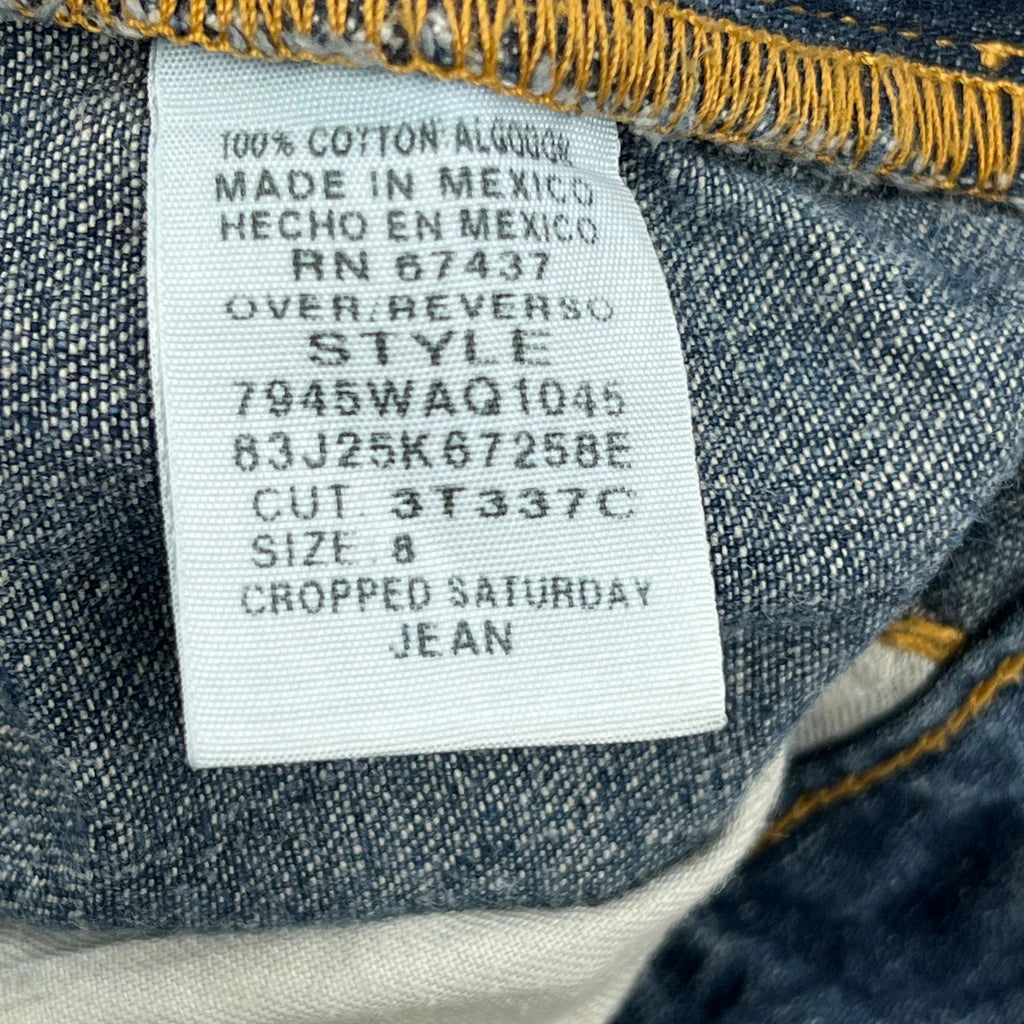 100% COTTON ALGODON
MADE IN MEXICO
HECHO EN MEXICO
RN 67437
OVER/REVERSO
STYLE
7945WAQ1045
83J25K67258E
CUT. 3T337C
SIZE. 8
CROPPED SATURDAY
JEAN